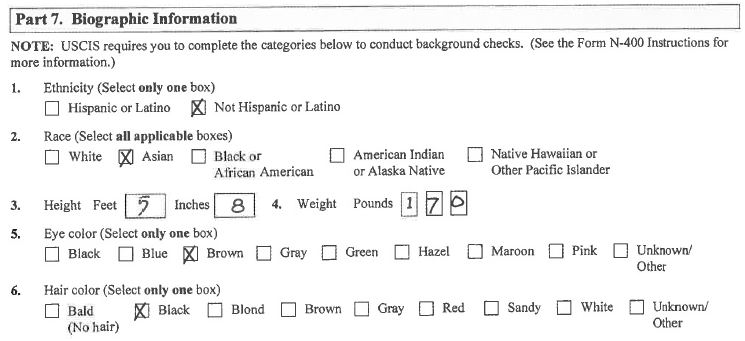 Part 7. Biographic Information
NOTE: USCIS requires you to complete the categories below to conduct background checks. (See the Form N-400 Instructions for
more information.)
1. Ethnicity (Select only one box)
☐ Hispanic or Latino ☒ Not Hispanic or Latino
2. Race (Select all applicable boxes)
☐ White ☒ Asian ☐ Black or African American ☐ American Indian or Alaska Native ☐ Native Hawaiian or Other Pacific Islander
3. Height Feet 5 Inches 8 4. Weight Pounds 1 7 0
5. Eye color (Select only one box)
☐ Black ☐ Blue ☒ Brown ☐ Gray ☐ Green ☐ Hazel ☐ Maroon ☐ Pink ☐ Unknown/ Other
6. Hair color (Select only one box)
☐ Bald (No hair) ☒ Black ☐ Blond ☐ Brown ☐ Gray ☐ Red ☐ Sandy ☐ White ☐ Unknown/ Other